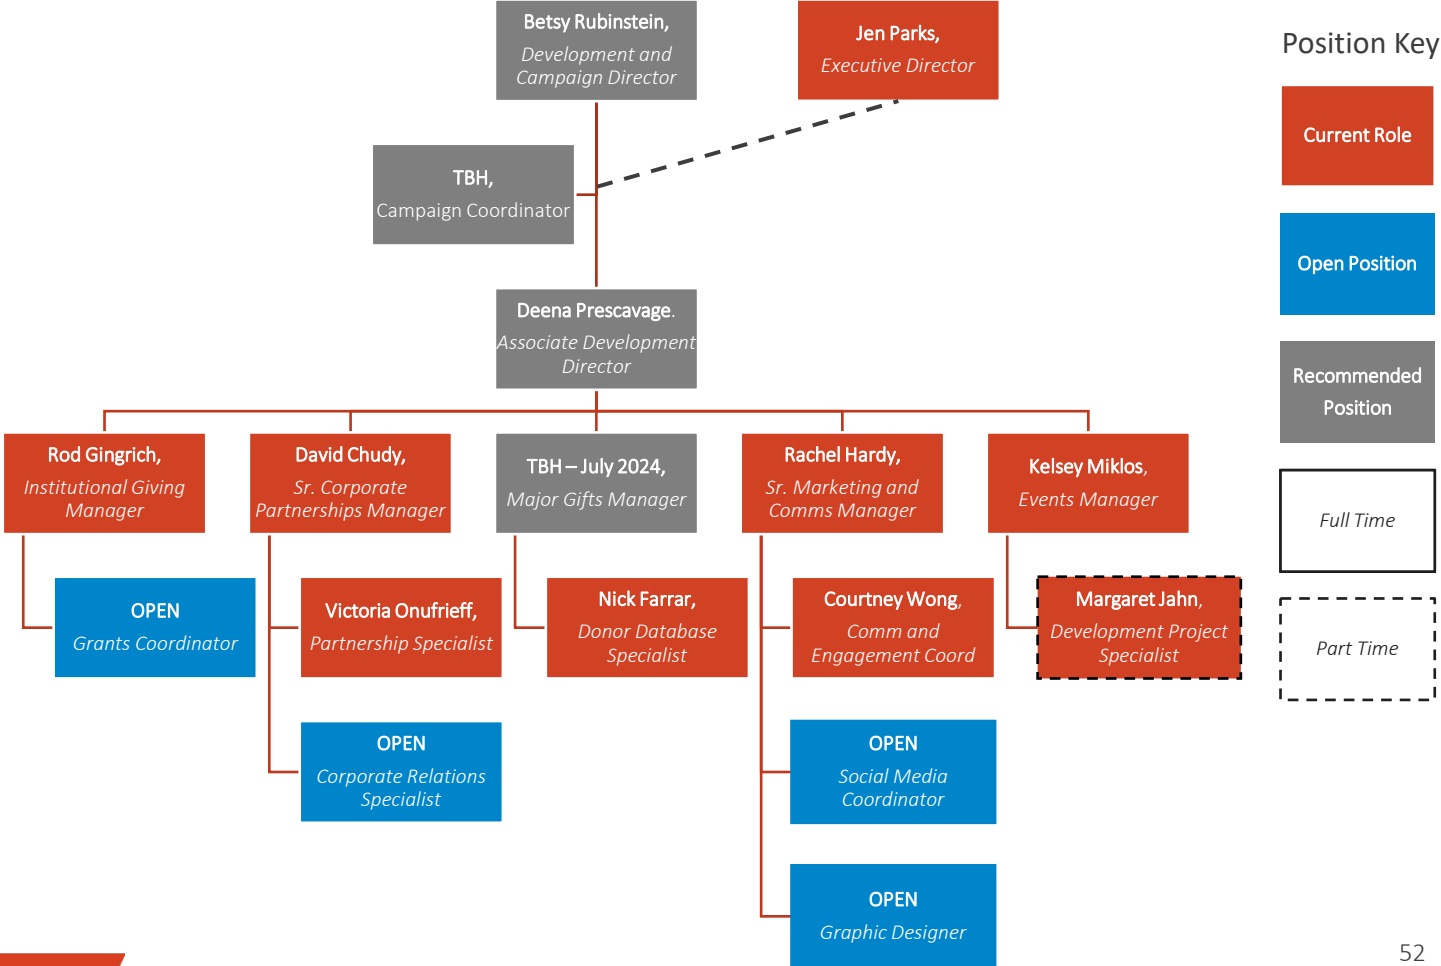 Betsy Rubinstein,
Development and
Campaign Director
Jen Parks,
Executive Director
Position Key
Current Role
TBH,
Campaign Coordinator
Open Position
Deena Prescavage.
Associate Development
Director
Recommended
Position
Rod Gingrich,
Institutional Giving
Manager
David Chudy,
Sr. Corporate
Partnerships Manager
TBH – July 2024,
Major Gifts Manager
Rachel Hardy,
Sr. Marketing and
Comms Manager
Kelsey Miklos,
Events Manager
Full Time
OPEN
Grants Coordinator
Victoria Onufrieff,
Partnership Specialist
Nick Farrar,
Donor Database
Specialist
Courtney Wong,
Comm and
Engagement Coord
Margaret Jahn,
Development Project
Specialist
Part Time
OPEN
Corporate Relations
Specialist
OPEN
Social Media
Coordinator
OPEN
Graphic Designer
52